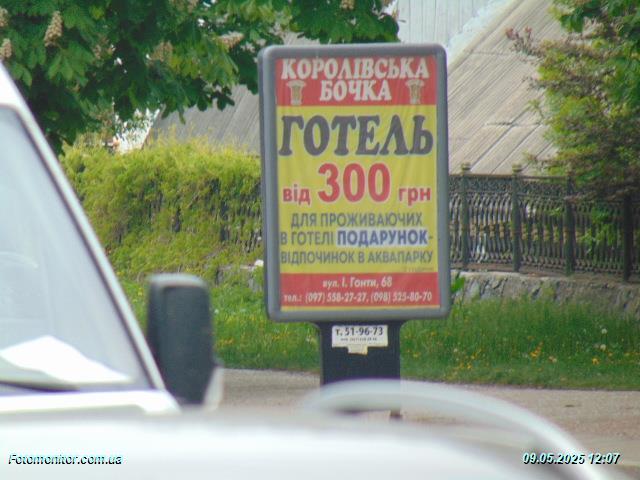 КОРОЛІВСЬКА
БОЧКА
ГОТЕЛЬ
від 300 грн
ДЛЯ ПРОЖИВАЮЧИХ
В ГОТЕЛІ ПОДАРУНОК-
ВІДПОЧИНОК В АКВАПАРКУ
вул. І. Гонти, 68
тел.: (097) 558-27-27, (098) 525-80-70
т. 51-96-73
Fotomonitor.com.ua
09.05.2025 12:07